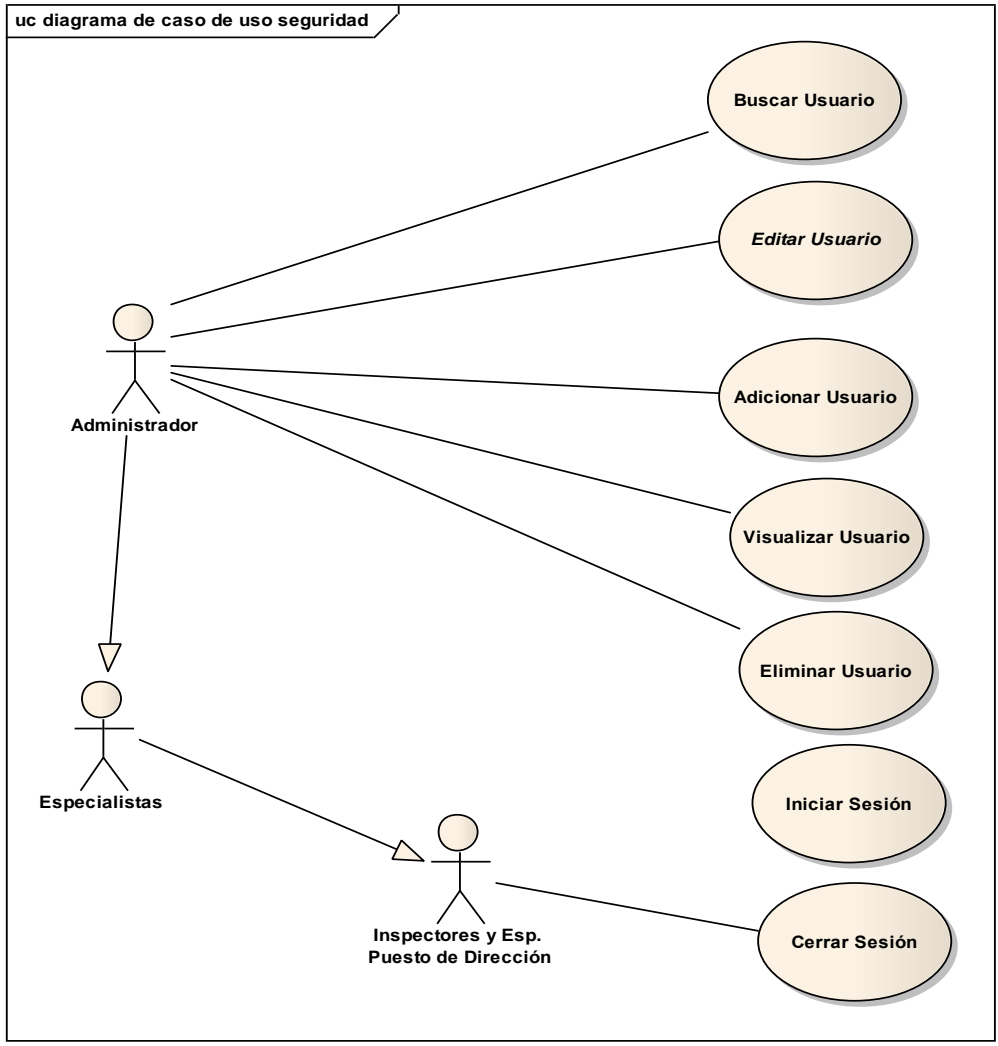 uc diagrama de caso de uso seguridad
Buscar Usuario
Editar Usuario
Adicionar Usuario
Administrador
Visualizar Usuario
Eliminar Usuario
Especialistas
Iniciar Sesión
Inspectores y Esp.
Puesto de Dirección
Cerrar Sesión